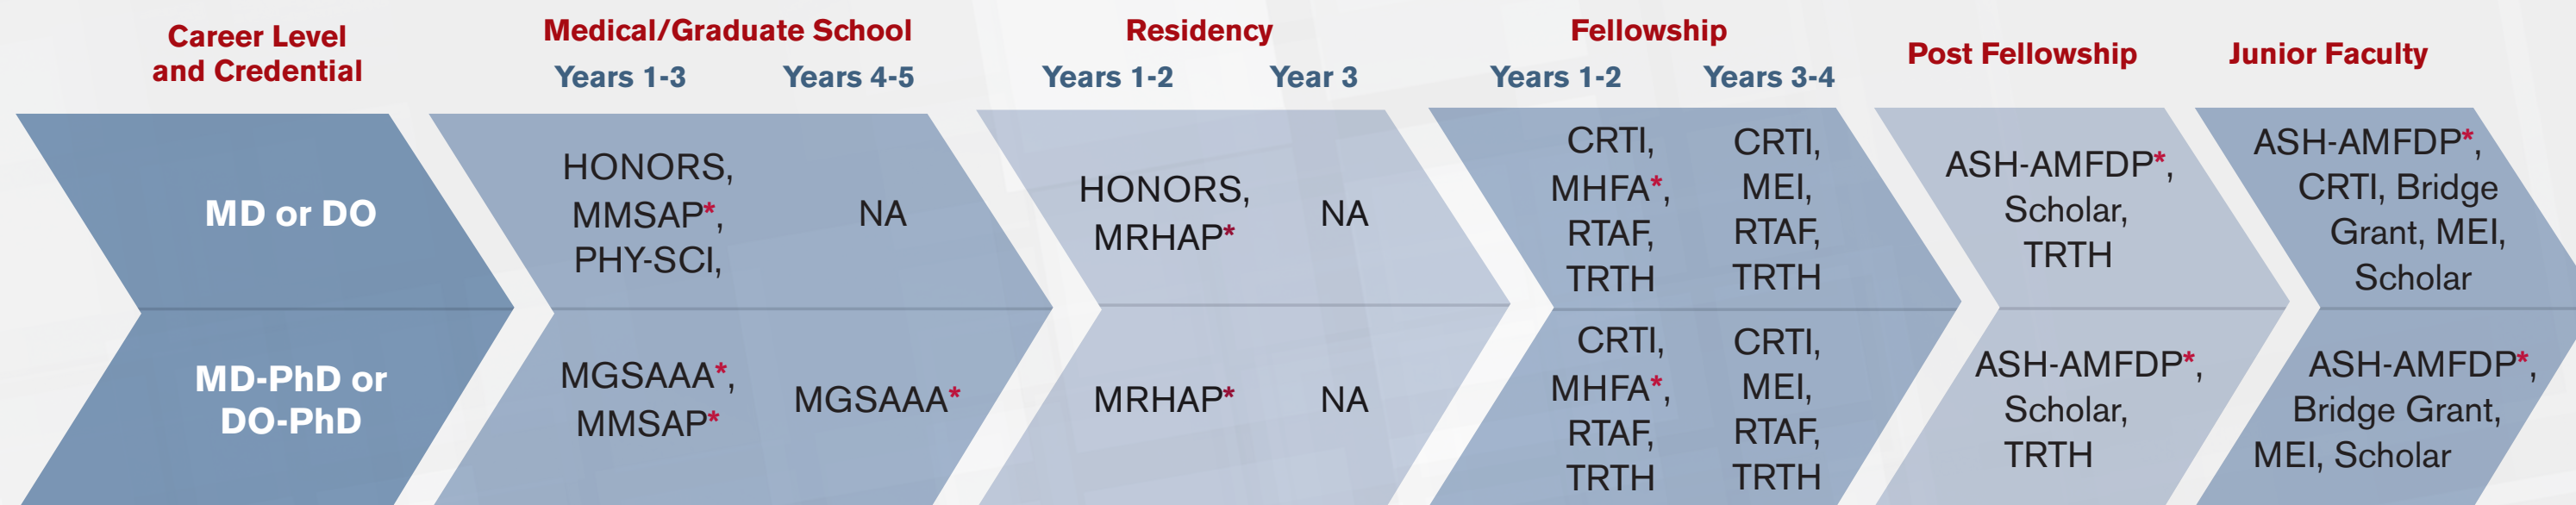 Career Level
and Credential
Medical/Graduate School
Years 1-3
Years 4-5
Residency
Years 1-2
Year 3
Fellowship
Years 1-2
Years 3-4
Post Fellowship
Junior Faculty
MD or DO
HONORS,
MMSAP*,
PHY-SCI,
NA
HONORS,
MRHAP*
NA
CRTI,
MHFA*,
RTAF,
TRTH
CRTI,
MEI,
RTAF,
TRTH
ASH-AMFDP*,
Scholar,
TRTH
ASH-AMFDP*,
CRTI, Bridge
Grant, MEI,
Scholar
MD-PhD or
DO-PhD
MGSAAA*,
MMSAP*
MGSAAA*
MRHAP*
NA
CRTI,
MHFA*,
RTAF,
TRTH
CRTI,
MEI,
RTAF,
TRTH
ASH-AMFDP*,
Scholar,
TRTH
ASH-AMFDP*,
Bridge Grant,
MEI, Scholar